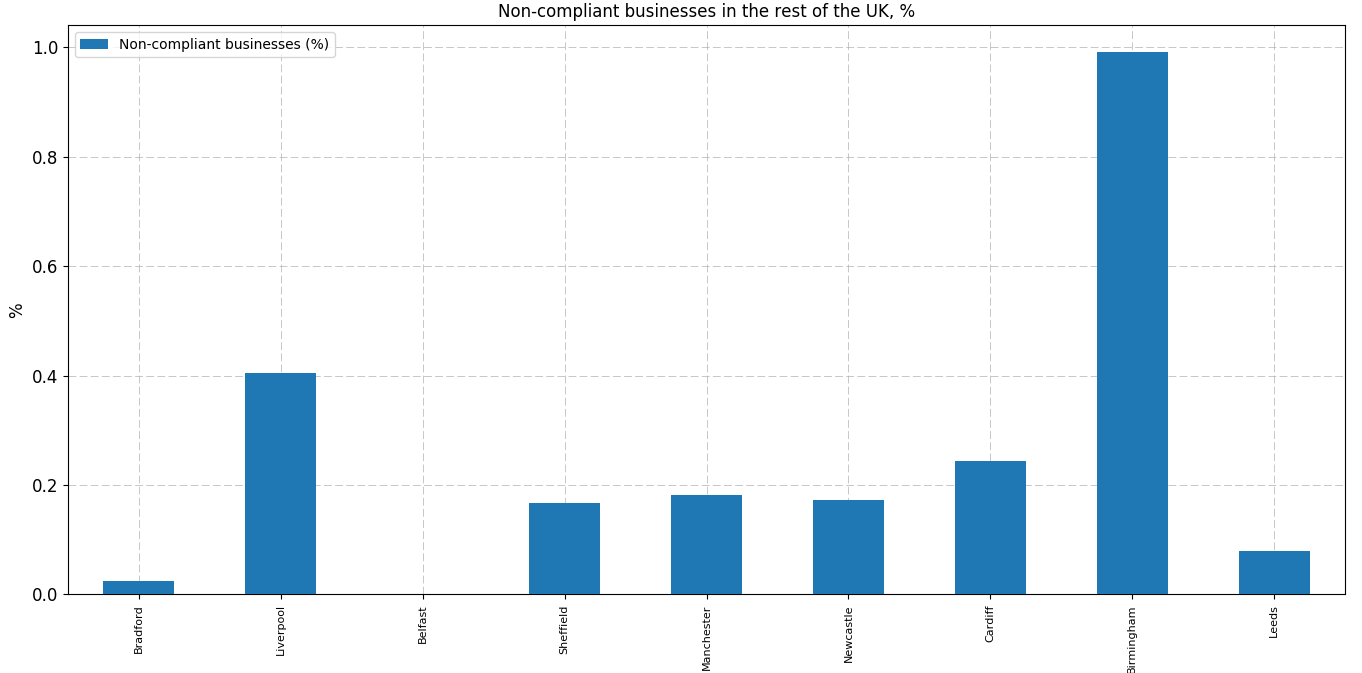 Non-compliant businesses in the rest of the UK, %
Non-compliant businesses (%)
1.0
0.8
0.6
0.4
0.2
0.0
%
Bradford
Liverpool
Belfast
Sheffield
Manchester
Newcastle
Cardiff
Birmingham
Leeds